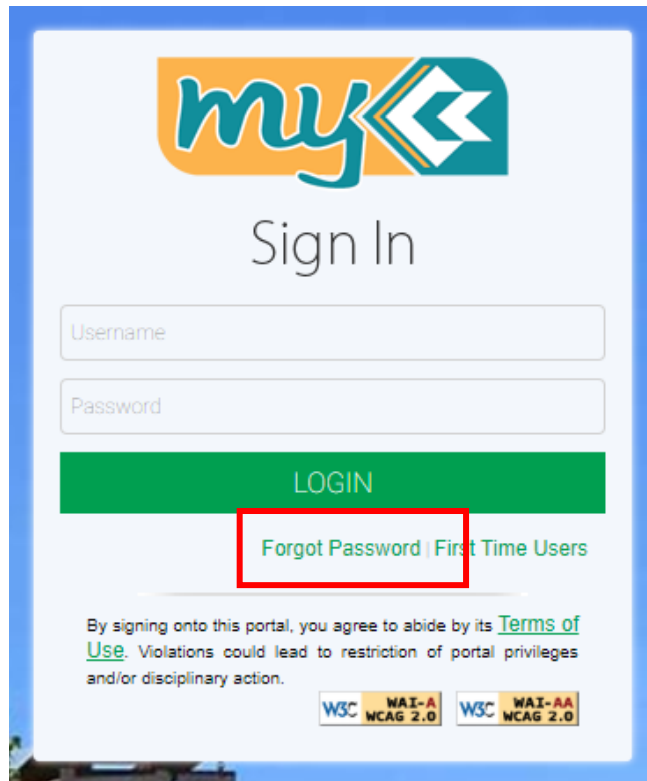 my
Sign In
Username
Password
LOGIN
Forgot Password | First Time Users
By signing onto this portal, you agree to abide by its Terms of
Use. Violations could lead to restriction of portal privileges
and/or disciplinary action.
W3C WAI-A WCAG 2.0 W3C WAI-AA WCAG 2.0